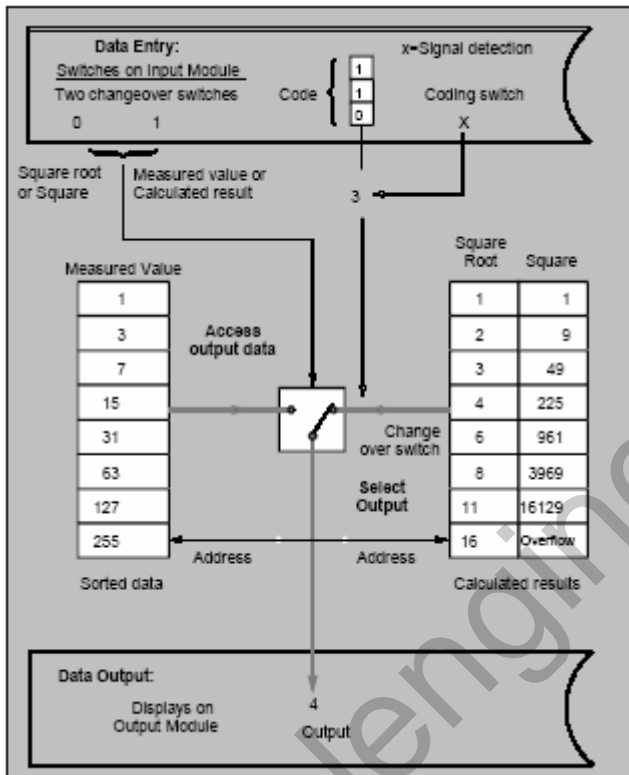 Data Entry:
x=Signal detection
Switches on Input Module
Two changeover switches
Code
Coding switch
0 1
1
1
0
X
Square root
or Square
Measured value or
Calculated result
3
Measured Value
1
3
7
15
31
63
127
255
Sorted data
Access
output data
Change
over switch
Select
Output
Address
Address
Square
Root
Square
1 1
2 9
3 49
4 225
6 961
8 3969
11 16129
16 Overflow
Calculated results
Data Output:
Displays on
Output Module
4
Output
lengine